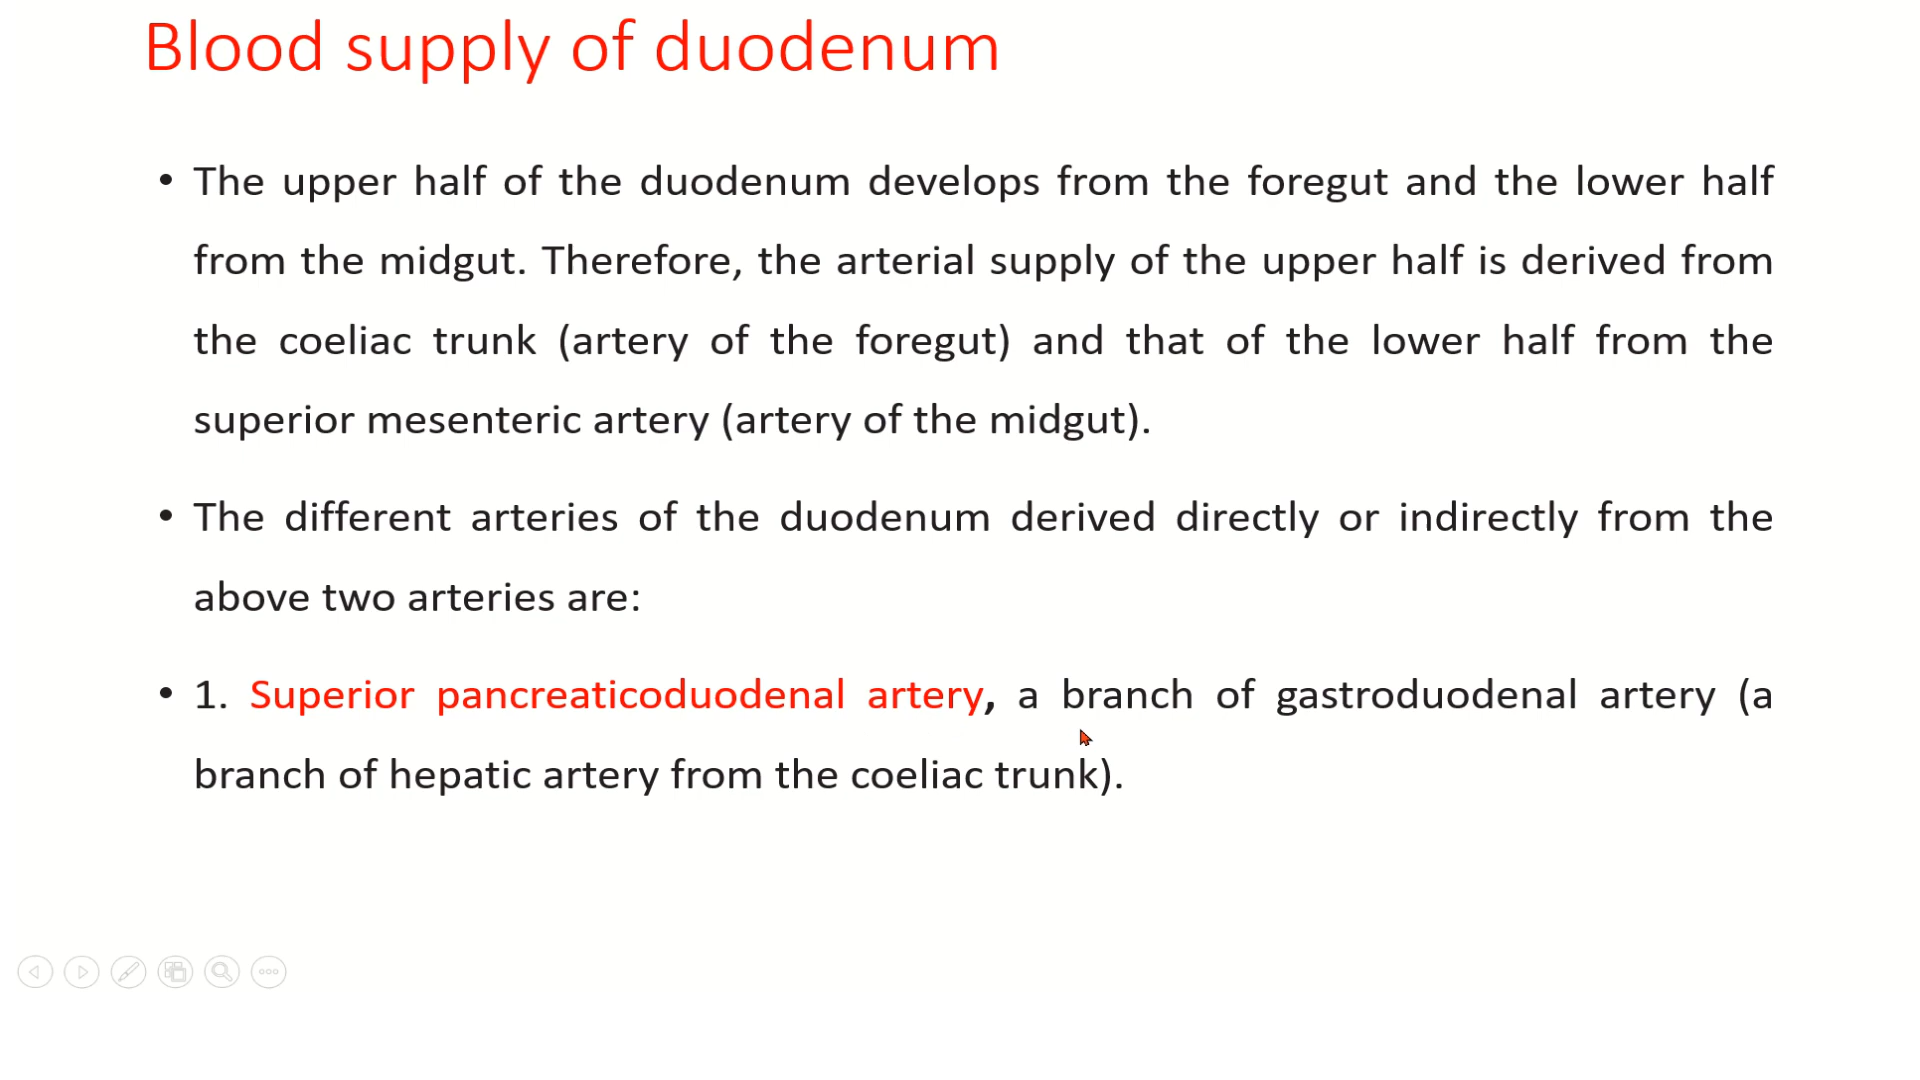 Blood supply of duodenum
• The upper half of the duodenum develops from the foregut and the lower half
from the midgut. Therefore, the arterial supply of the upper half is derived from
the coeliac trunk (artery of the foregut) and that of the lower half from the
superior mesenteric artery (artery of the midgut).
• The different arteries of the duodenum derived directly or indirectly from the
above two arteries are:
• 1. Superior pancreaticoduodenal artery, a branch of gastroduodenal artery (a
branch of hepatic artery from the coeliac trunk).